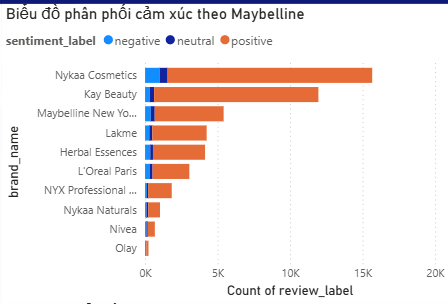 Biểu đồ phân phối cảm xúc theo Maybelline
sentiment_label negative neutral positive
brand_name
Nykaa Cosmetics
Kay Beauty
Maybelline New Yo...
Lakme
Herbal Essences
L'Oreal Paris
NYX Professional ...
Nykaa Naturals
Nivea
Olay
0K 5K 10K 15K 20K
Count of review_label